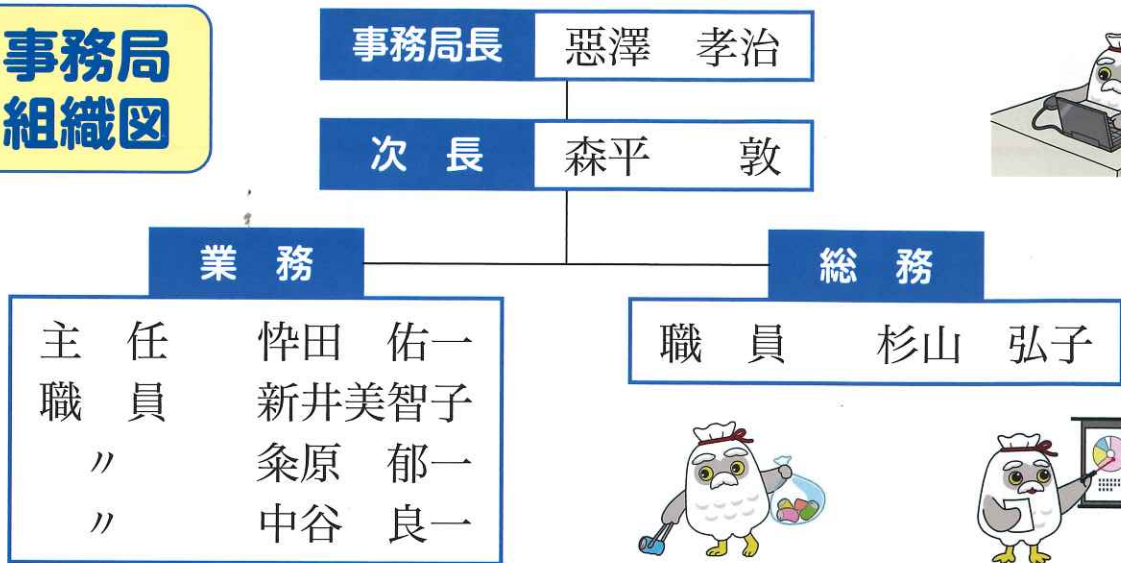 事務局
組織図
事務局長 惡澤 孝治
次 長 森平 敦
業 務
主 任 忰田 佑一
職 員 新井美智子
〃 粂原 郁一
〃 中谷 良一
総 務
職 員 杉山 弘子